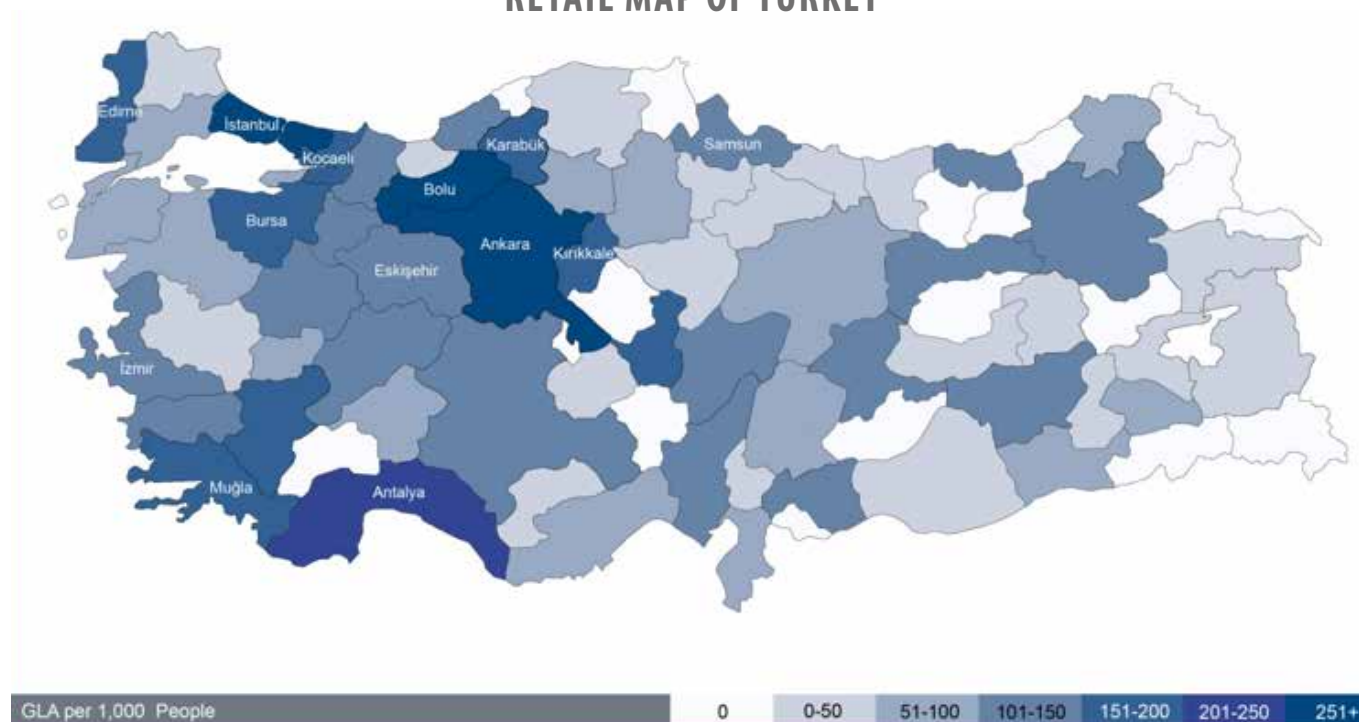 RETAIL MAP OF TURKEY
Edirne
İstanbul
Kocaeli
Karabük
Samsun
Bolu
Bursa
Ankara
Kırıkkale
Eskişehir
İzmir
Muğla
Antalya
GLA per 1,000 People 0 0-50 51-100 101-150 151-200 201-250 251+